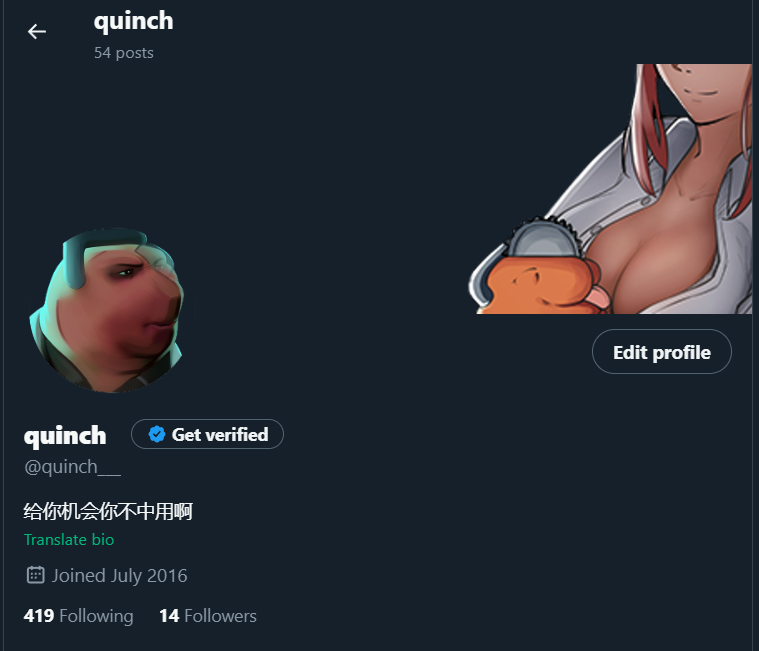 quinch
54 posts
Edit profile
quinch Get verified
@quinch___
给你机会你不中用啊
Translate bio
Joined July 2016
419 Following 14 Followers